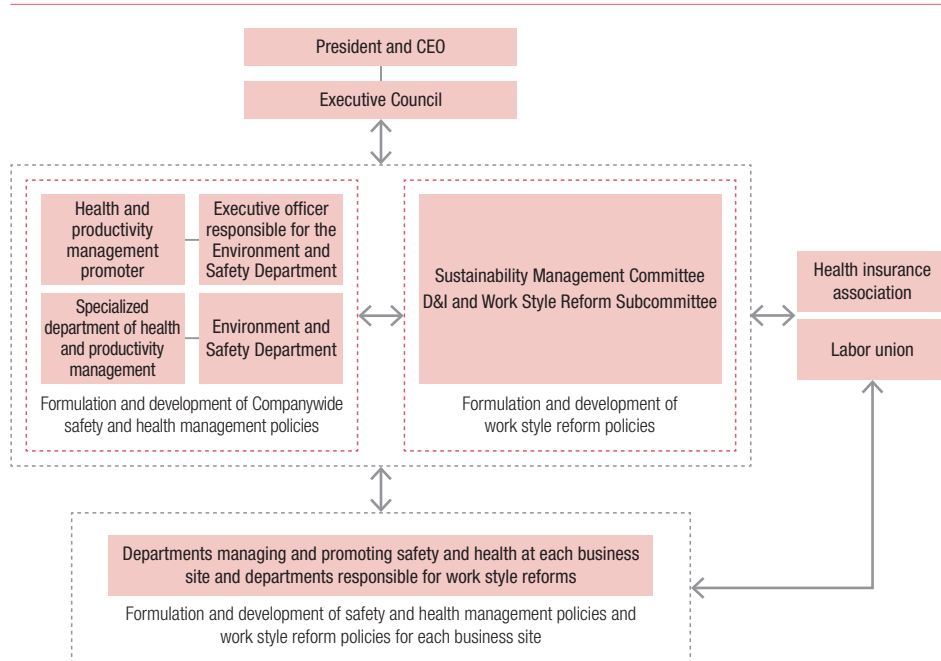 President and CEO
Executive Council
Health and
productivity
management
promoter
Executive officer
responsible for the
Environment and
Safety Department
Specialized
department of health
and productivity
management
Environment and
Safety Department
Formulation and development of Companywide
safety and health management policies
Sustainability Management Committee
D&I and Work Style Reform Subcommittee
Formulation and development of
work style reform policies
Health insurance
association
Labor union
Departments managing and promoting safety and health at each business
site and departments responsible for work style reforms
Formulation and development of safety and health management policies and
work style reform policies for each business site